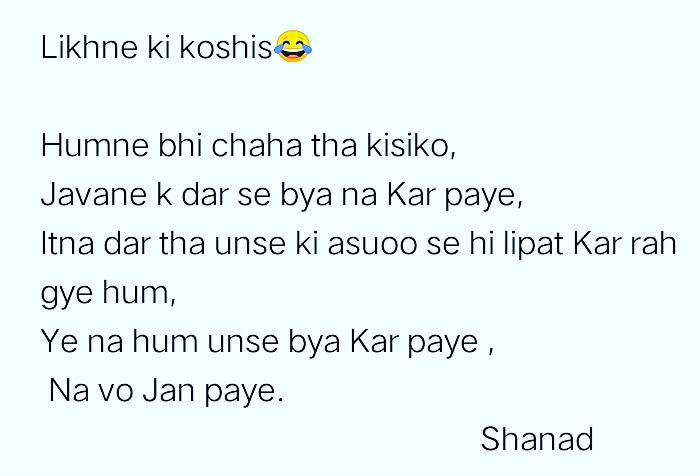 Likhne ki koshis😂
Humne bhi chaha tha kisiko,
Javane k dar se bya na Kar paye,
Itna dar tha unse ki asuoo se hi lipat Kar rah
gye hum,
Ye na hum unse bya Kar paye ,
Na vo Jan paye.
Shanad